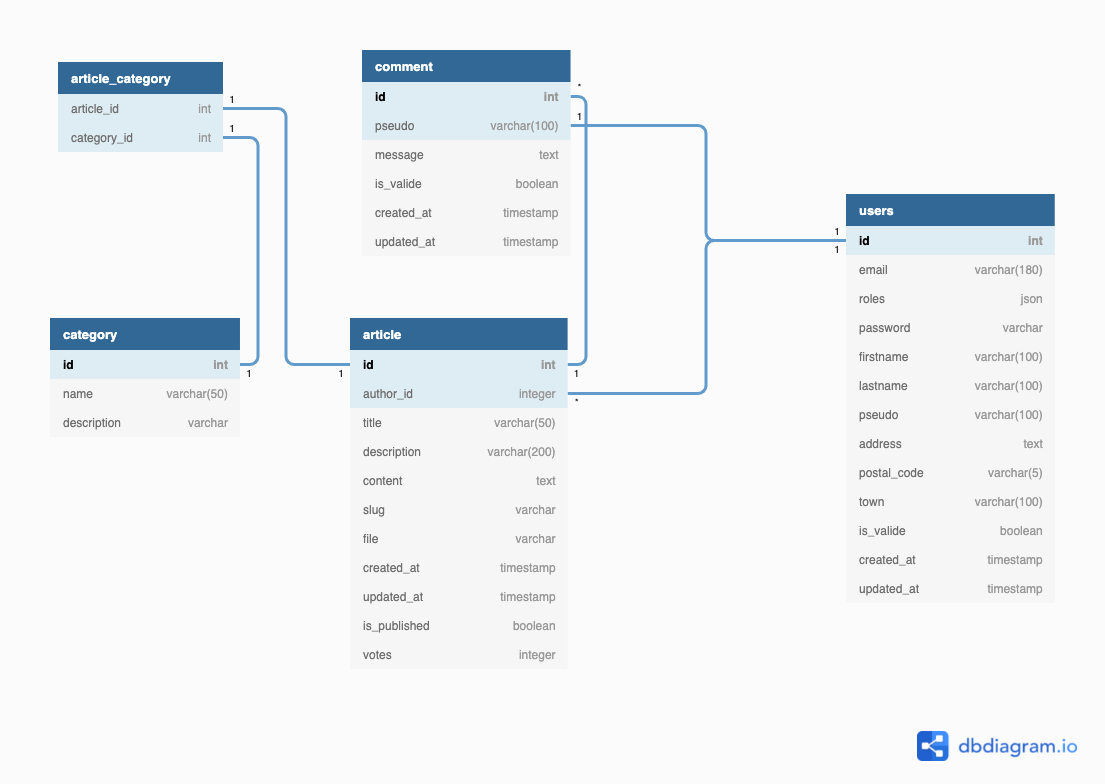 article_category
article_id int
category_id int
comment
id int
pseudo varchar(100)
message text
is_valide boolean
created_at timestamp
updated_at timestamp
1
1
*
1
category
id int
name varchar(50)
description varchar
1
article
id int
author_id integer
title varchar(50)
description varchar(200)
content text
slug varchar
file varchar
created_at timestamp
updated_at timestamp
is_published boolean
votes integer
1
1
*
users
id int
email varchar(180)
roles json
password varchar
firstname varchar(100)
lastname varchar(100)
pseudo varchar(100)
address text
postal_code varchar(5)
town varchar(100)
is_valide boolean
created_at timestamp
updated_at timestamp
1
1
dbdiagram.io